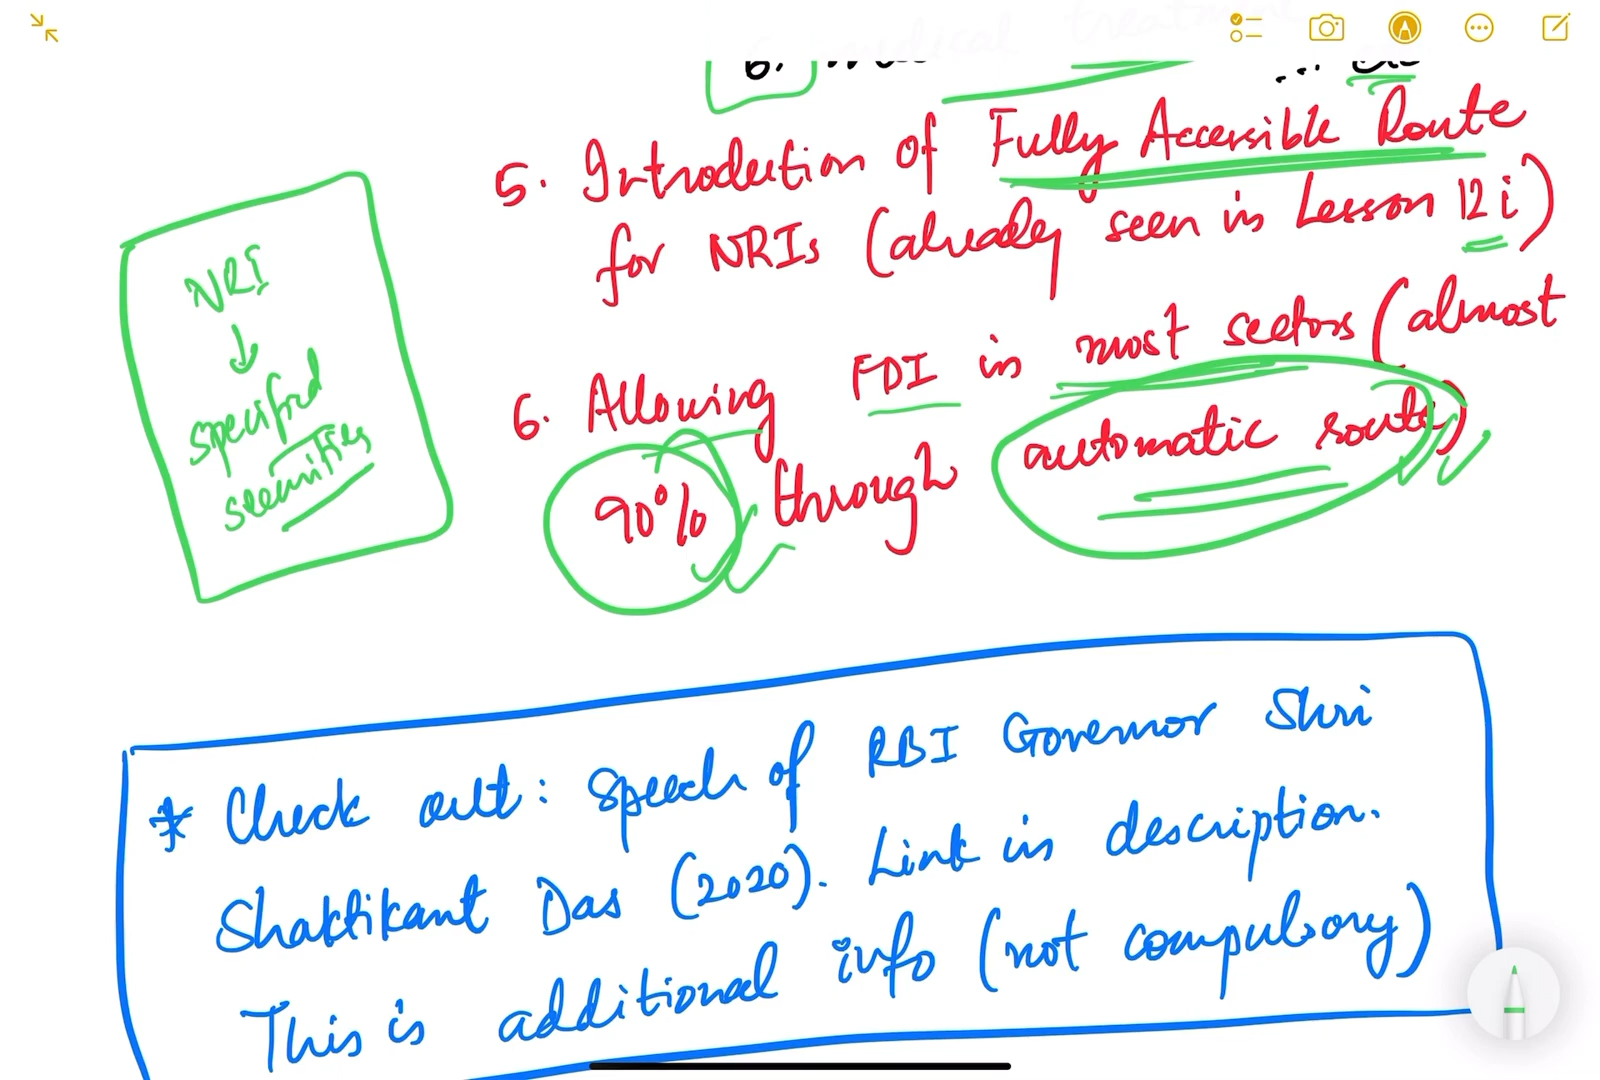 6.
5. Introduction of Fully Accessible Route
for NRIs (already seen in Lesson 12 i)
NRI
↓
specified
securities
6. Allowing FDI in most sectors (almost
90% through automatic route)
* Check out: Speech of RBI Governor Shri
Shaktikant Das (2020). Link in description.
This is additional info (not compulsory)